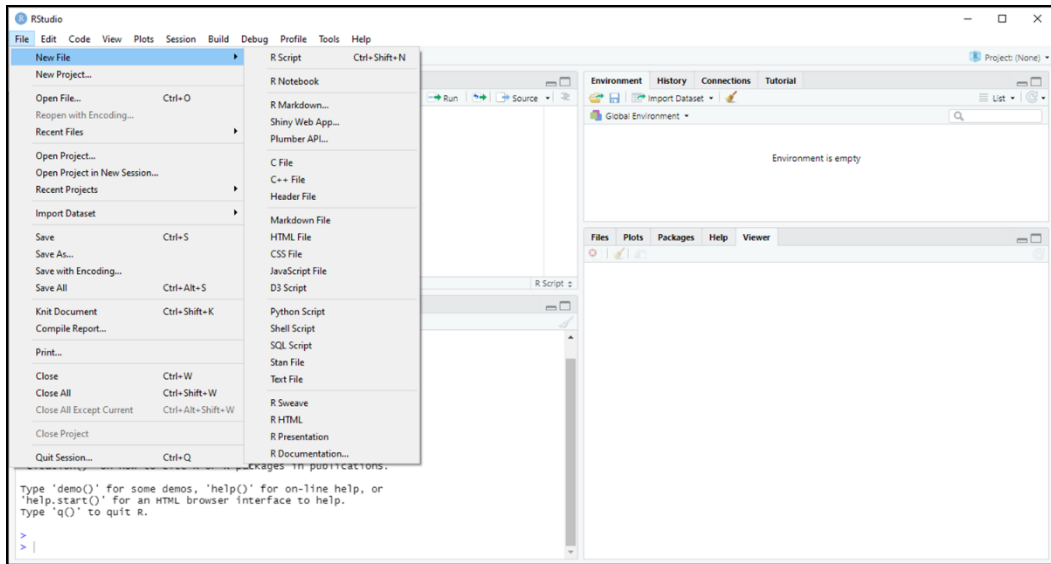 RStudio
File Edit Code View Plots Session Build Debug Profile Tools Help
Project: (None)
New File
New Project...
Open File... Ctrl+O
Reopen with Encoding...
Recent Files
Open Project...
Open Project in New Session...
Recent Projects
Import Dataset
Save Ctrl+S
Save As...
Save with Encoding...
Save All Ctrl+Alt+S
Knit Document Ctrl+Shift+K
Compile Report...
Print...
Close Ctrl+W
Close All Ctrl+Shift+W
Close All Except Current Ctrl+Alt+Shift+W
Close Project
Quit Session... Ctrl+Q
R Script Ctrl+Shift+N
R Notebook
R Markdown...
Shiny Web App...
Plumber API...
C File
C++ File
Header File
Markdown File
HTML File
CSS File
JavaScript File
D3 Script
Python Script
Shell Script
SQL Script
Stan File
Text File
R Sweave
R HTML
R Presentation
R Documentation...
Run Source
R Script
packages in publications.
Type 'demo()' for some demos, 'help()' for on-line help, or
'help.start()' for an HTML browser interface to help.
Type 'q()' to quit R.
>
>
Environment History Connections Tutorial
Import Dataset List
Global Environment
Environment is empty
Files Plots Packages Help Viewer